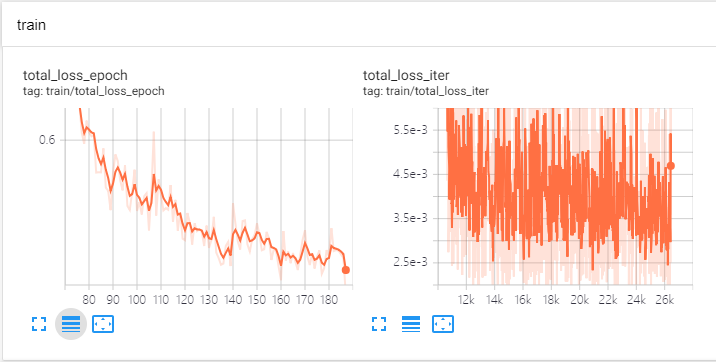 train
total_loss_epoch
tag: train/total_loss_epoch
0.6
80 90 100 110 120 130 140 150 160 170 180
total_loss_iter
tag: train/total_loss_iter
5.5e-3
4.5e-3
3.5e-3
2.5e-3
12k 14k 16k 18k 20k 22k 24k 26k